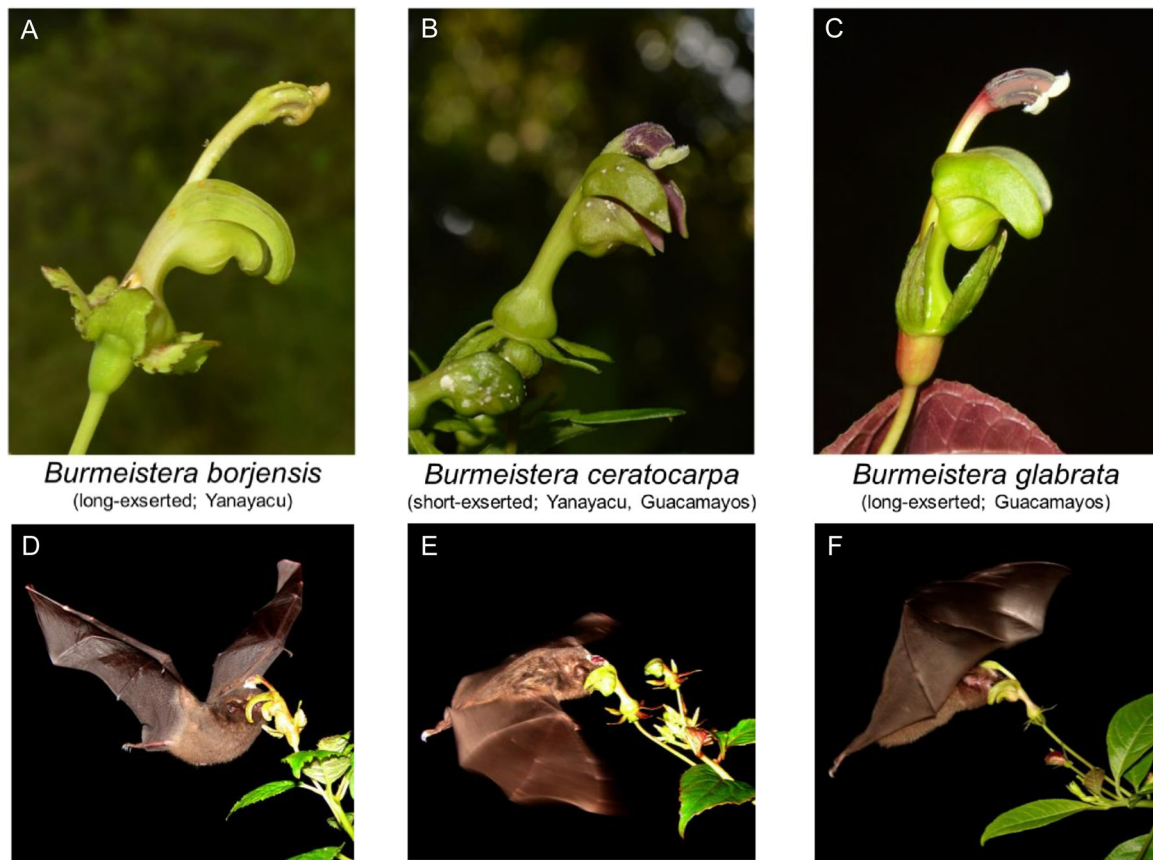 A
B
C
Burmeistera borjensis
(long-exserted; Yanayacu)
Burmeistera ceratocarpa
(short-exserted; Yanayacu, Guacamayos)
Burmeistera glabrata
(long-exserted; Guacamayos)
D
E
F